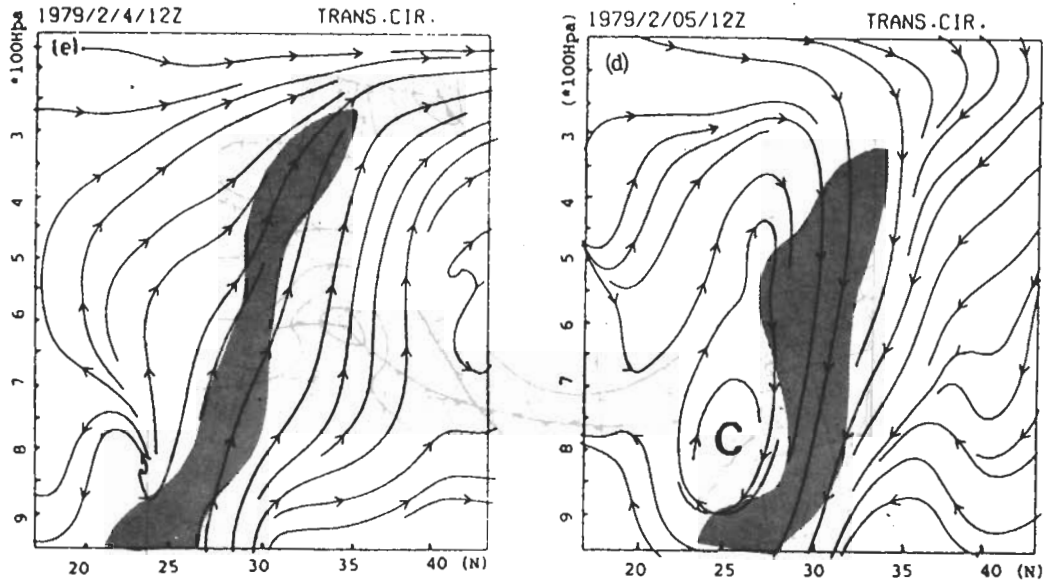 1979/2/4/12Z TRANS.CIR.
(e)
*100Hpa
3
4
5
6
7
8
9
20 25 30 35 40 (N)
1979/2/05/12Z TRANS.CIR.
(d)
(*100Hpa)
3
4
5
6
7
8
9
C
20 25 30 35 40 (N)